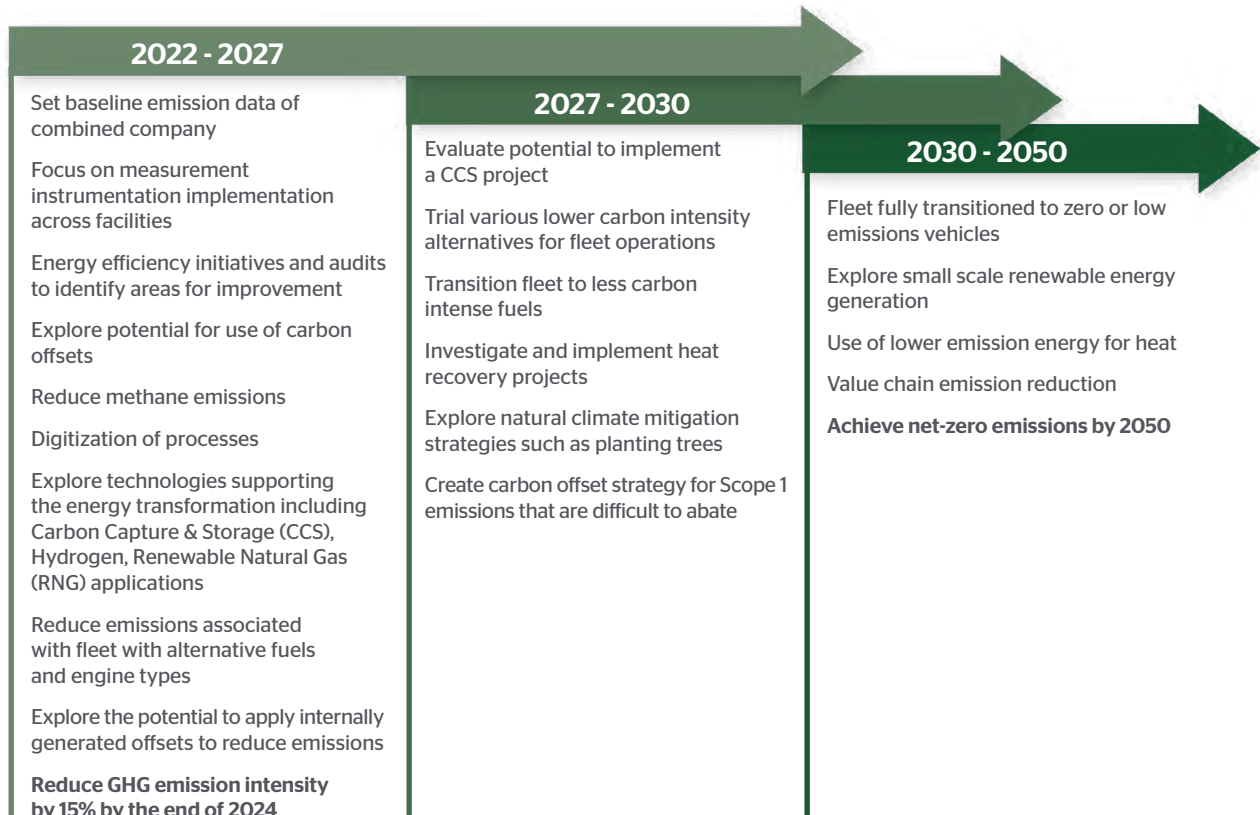 2022 - 2027
Set baseline emission data of
combined company
Focus on measurement
instrumentation implementation
across facilities
Energy efficiency initiatives and audits
to identify areas for improvement
Explore potential for use of carbon
offsets
Reduce methane emissions
Digitization of processes
Explore technologies supporting
the energy transformation including
Carbon Capture & Storage (CCS),
Hydrogen, Renewable Natural Gas
(RNG) applications
Reduce emissions associated
with fleet with alternative fuels
and engine types
Explore the potential to apply internally
generated offsets to reduce emissions
Reduce GHG emission intensity
by 15% by the end of 2024
2027 - 2030
Evaluate potential to implement
a CCS project
Trial various lower carbon intensity
alternatives for fleet operations
Transition fleet to less carbon
intense fuels
Investigate and implement heat
recovery projects
Explore natural climate mitigation
strategies such as planting trees
Create carbon offset strategy for Scope 1
emissions that are difficult to abate
2030 - 2050
Fleet fully transitioned to zero or low
emissions vehicles
Explore small scale renewable energy
generation
Use of lower emission energy for heat
Value chain emission reduction
Achieve net-zero emissions by 2050